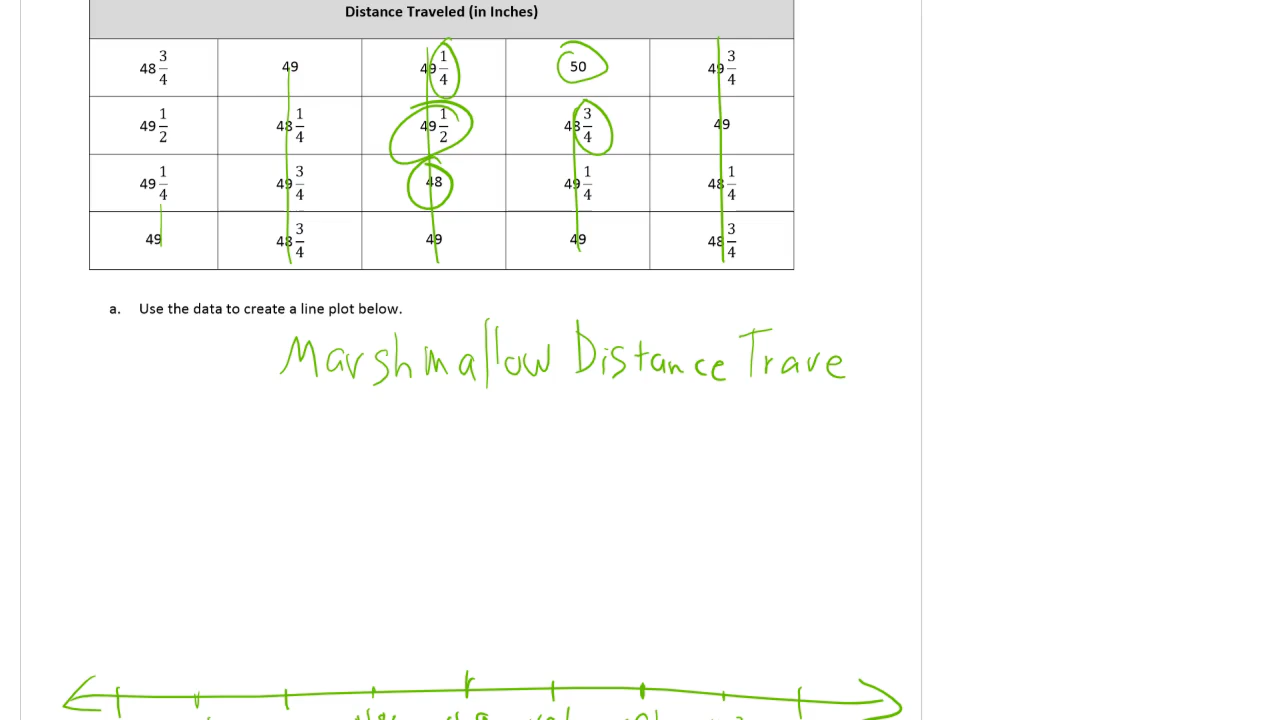 Distance Traveled (in Inches)
48 3/4 49 49 1/4 50 49 3/4
49 1/2 48 1/4 49 1/2 48 3/4 49
49 1/4 49 3/4 48 49 1/4 48 1/4
49 48 3/4 49 49 48 3/4
a. Use the data to create a line plot below.
Marshmallow Distance Trave